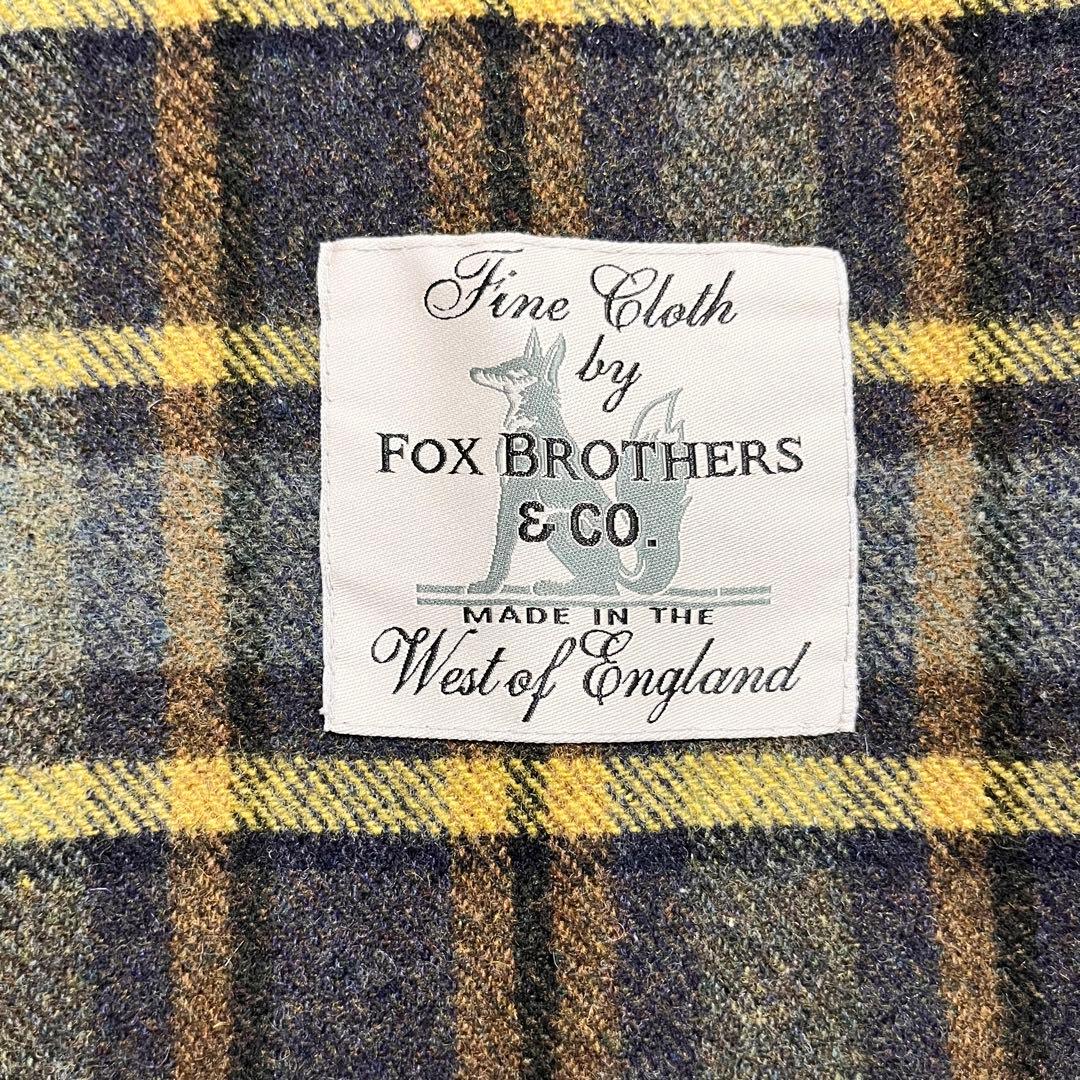 Fine Cloth
by
FOX BROTHERS
& CO.
MADE IN THE
West of England